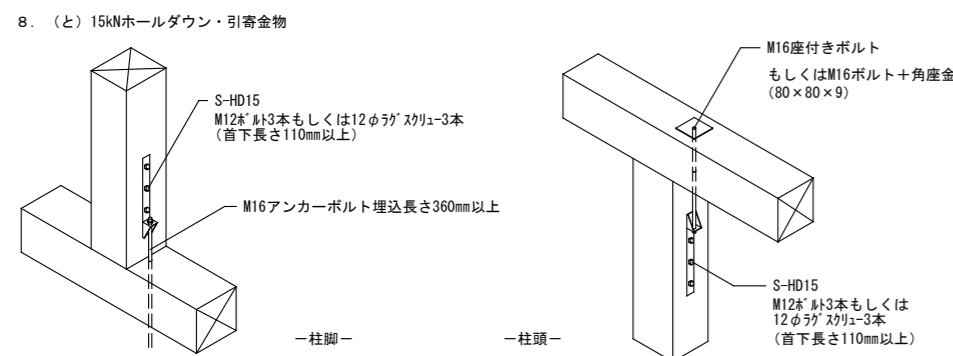 8. （と）15kNホールダウン・引寄金物
S-HD15
M12ﾎﾞﾙﾄ3本もしくは12φﾗｸﾞｽｸﾘｭｰ3本
（首下長さ110㎜以上）
M16アンカーボルト埋込長さ360㎜以上
－柱脚－
M16座付きボルト
もしくはM16ボルト＋角座金
(80×80×9)
S-HD15
M12ﾎﾞﾙﾄ3本もしくは
12φﾗｸﾞｽｸﾘｭｰ3本
（首下長さ110㎜以上）
－柱頭－